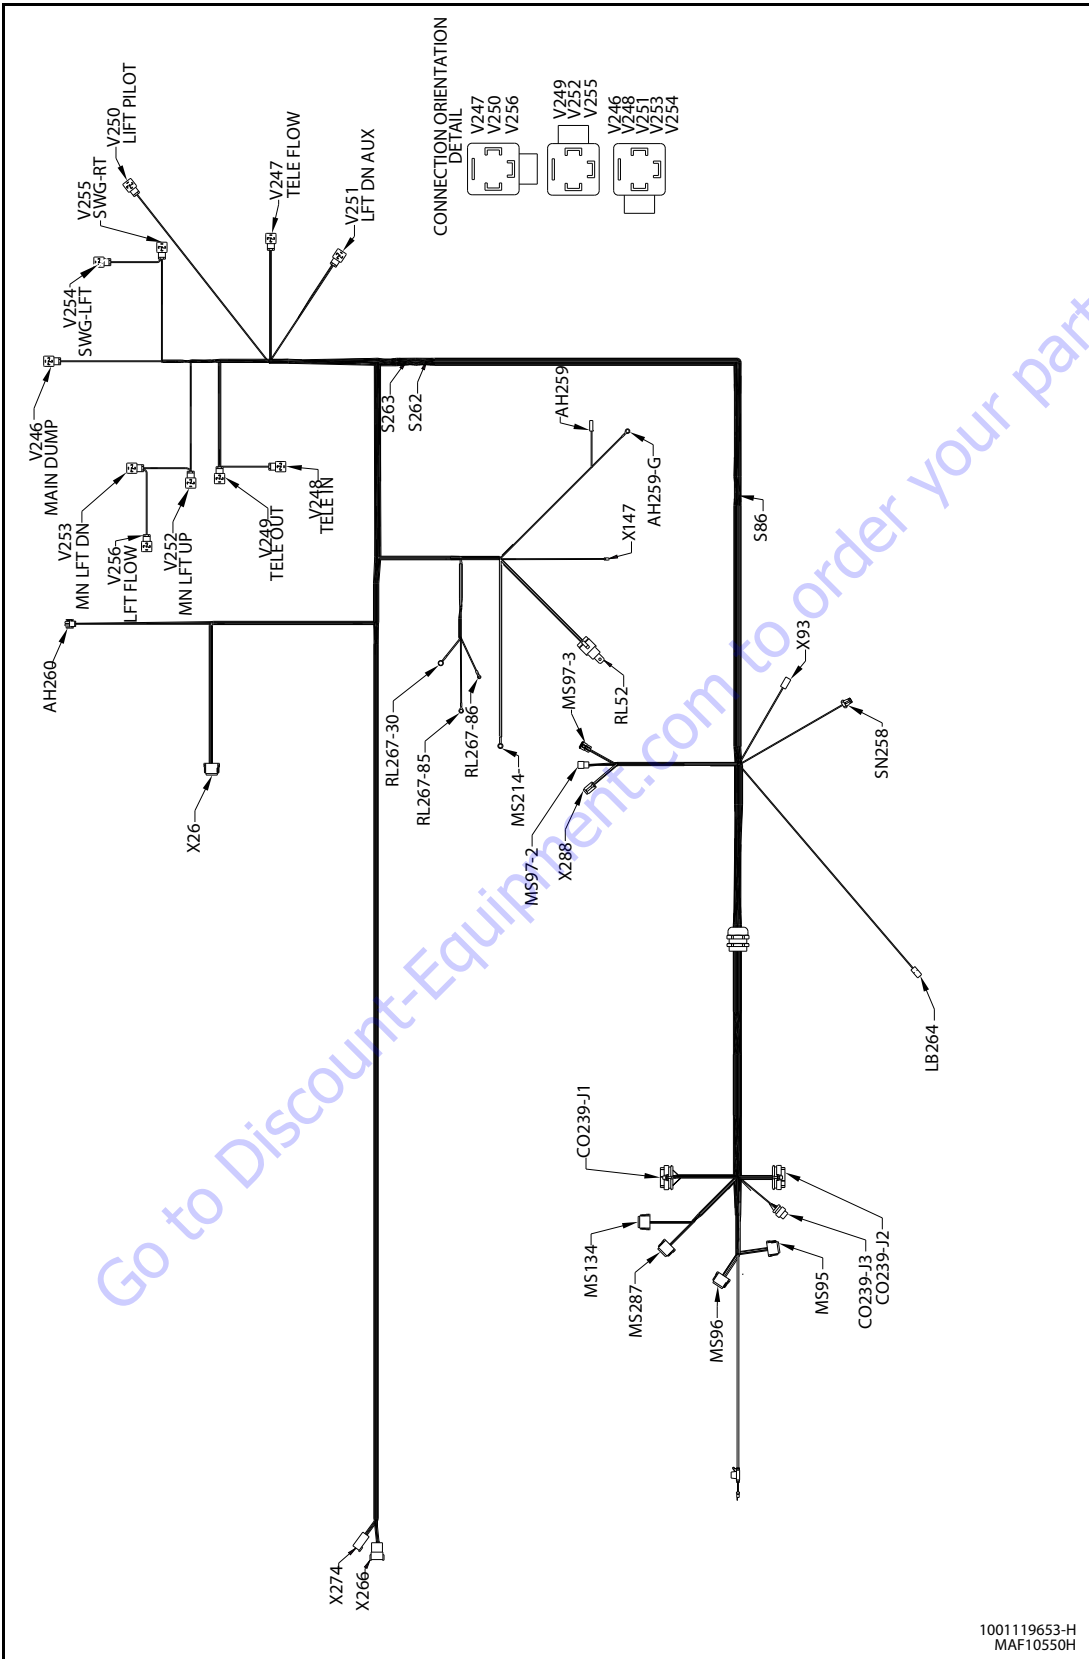 CONNECTION ORIENTATION
DETAIL
V247
V250
V256
V249
V252
V255
V246
V248
V251
V253
V254
V250
LIFT PILOT
V255
SWG-RT
V254
SWG-LFT
V247
TELE FLOW
V251
LFT DN AUX
V246
MAIN DUMP
V253
MN LFT DN
V256
LFT FLOW
V252
MN LFT UP
V249
TELE OUT
V248
TELE IN
AH260
X26
S263
S262
AH259
AH259-G
X147
S86
RL267-30
RL267-85
RL267-86
MS214
RL52
MS97-3
MS97-2
X288
X93
SN258
LB264
CO239-J1
MS134
MS287
MS96
MS95
CO239-J3
CO239-J2
X274
X266
Go to Discount-Equipment.com to order your part
1001119653-H
MAF10550H